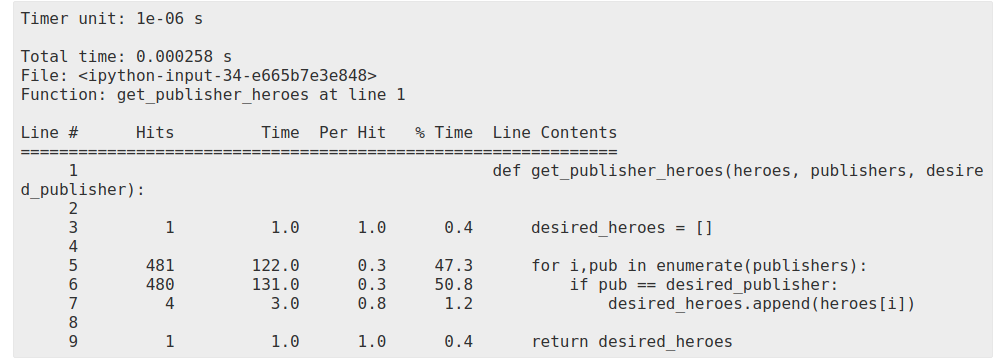 Timer unit: 1e-06 s

Total time: 0.000258 s
File: <ipython-input-34-e665b7e3e848>
Function: get_publisher_heroes at line 1

Line #      Hits         Time  Per Hit   % Time  Line Contents
==============================================================
     1                                           def get_publisher_heroes(heroes, publishers, desire
d_publisher):
     2
     3         1          1.0      1.0      0.4      desired_heroes = []
     4
     5       481        122.0      0.3     47.3      for i,pub in enumerate(publishers):
     6       480        131.0      0.3     50.8          if pub == desired_publisher:
     7         4          3.0      0.8      1.2              desired_heroes.append(heroes[i])
     8
     9         1          1.0      1.0      0.4      return desired_heroes